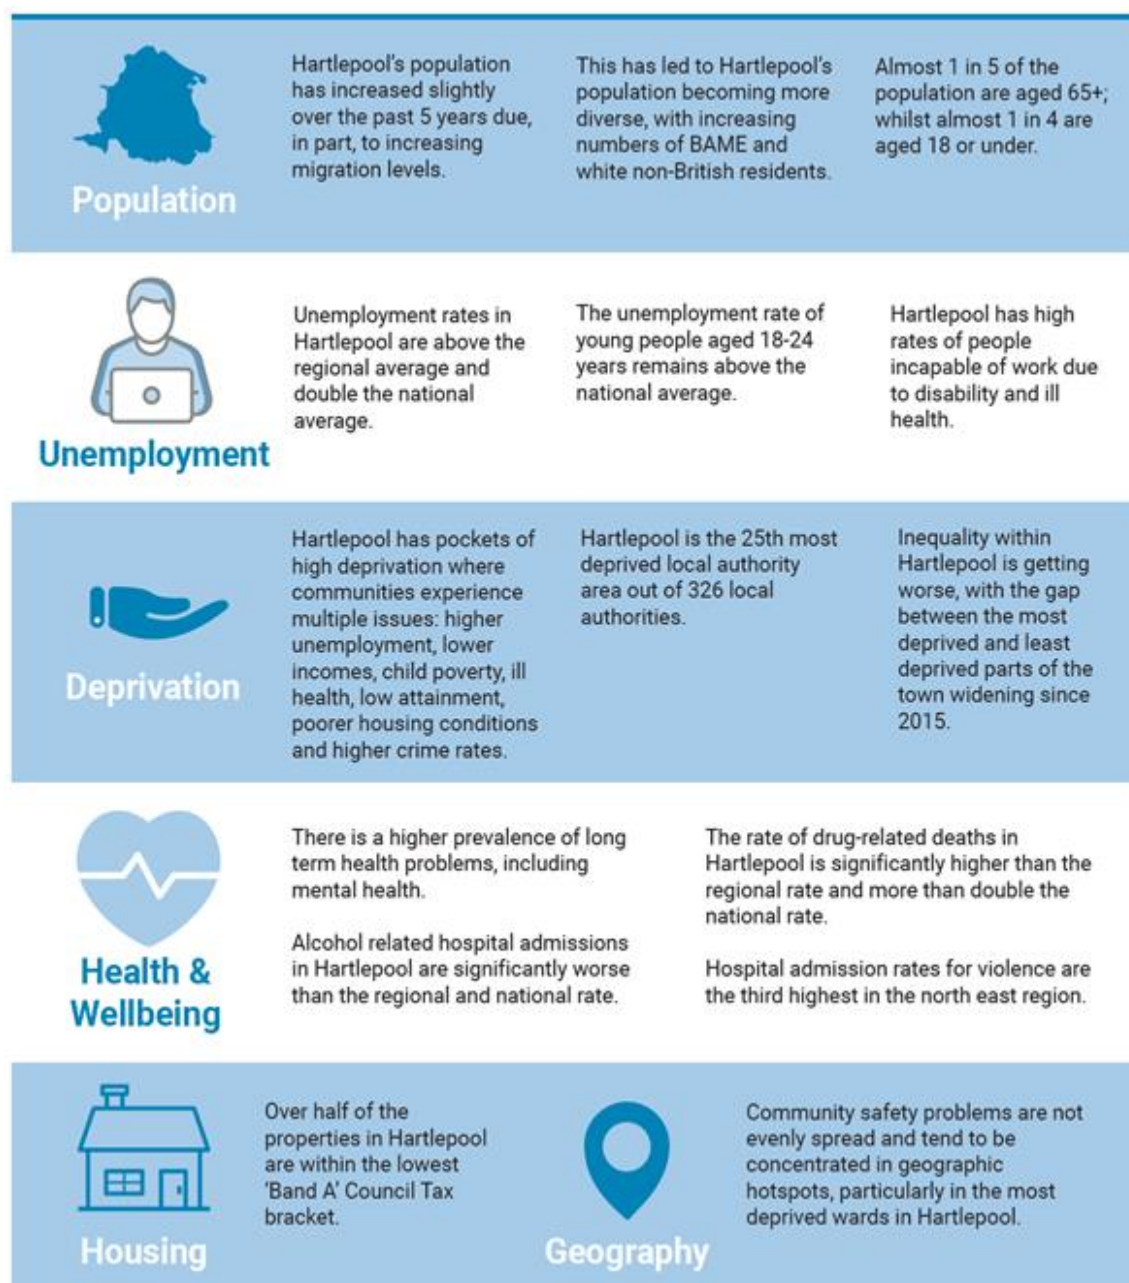 Population
Hartlepool's population
has increased slightly
over the past 5 years due,
in part, to increasing
migration levels.
This has led to Hartlepool's
population becoming more
diverse, with increasing
numbers of BAME and
white non-British residents.
Almost 1 in 5 of the
population are aged 65+;
whilst almost 1 in 4 are
aged 18 or under.
Unemployment
Unemployment rates in
Hartlepool are above the
regional average and
double the national
average.
The unemployment rate of
young people aged 18-24
years remains above the
national average.
Hartlepool has high
rates of people
incapable of work due
to disability and ill
health.
Deprivation
Hartlepool has pockets of
high deprivation where
communities experience
multiple issues: higher
unemployment, lower
incomes, child poverty, ill
health, low attainment,
poorer housing conditions
and higher crime rates.
Hartlepool is the 25th most
deprived local authority
area out of 326 local
authorities.
Inequality within
Hartlepool is getting
worse, with the gap
between the most
deprived and least
deprived parts of the
town widening since
2015.
Health &
Wellbeing
There is a higher prevalence of long
term health problems, including
mental health.
Alcohol related hospital admissions
in Hartlepool are significantly worse
than the regional and national rate.
The rate of drug-related deaths in
Hartlepool is significantly higher than the
regional rate and more than double the
national rate.
Hospital admission rates for violence are
the third highest in the north east region.
Housing
Over half of the
properties in Hartlepool
are within the lowest
'Band A' Council Tax
bracket.
Geography
Community safety problems are not
evenly spread and tend to be
concentrated in geographic
hotspots, particularly in the most
deprived wards in Hartlepool.